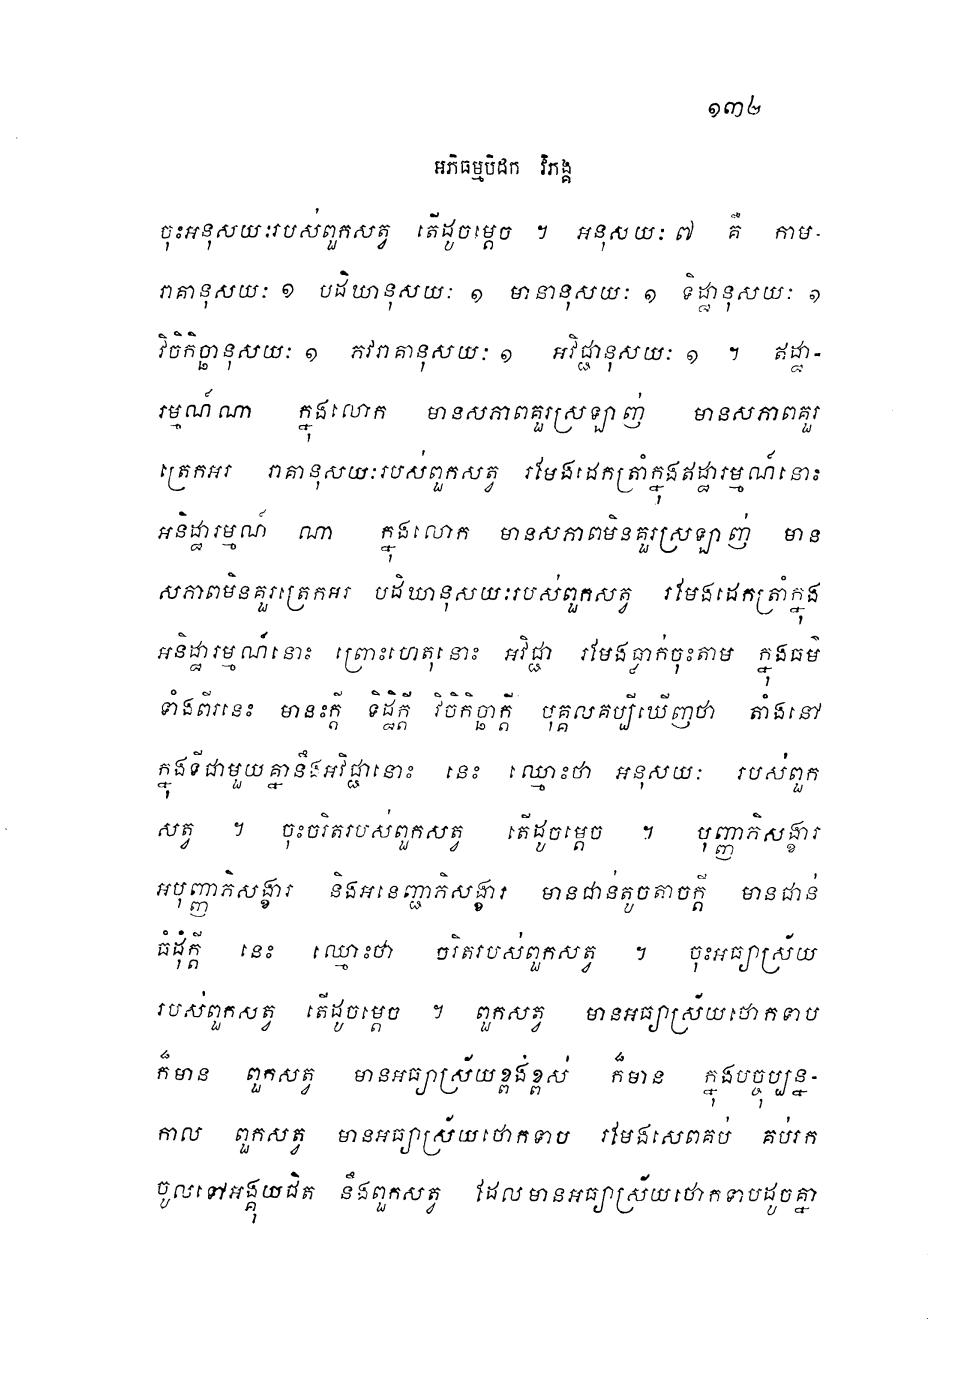 ១៣៤
អភិធម្មបិដក វិភង្គ
ចុះអនុសយៈរបស់ពួកសត្វ តើដូចម្តេច ។ អនុសយៈ ៧ គឺ កាម-
រាគានុសយៈ ១ បដិឃានុសយៈ ១ មានានុសយៈ ១ ទិដ្ឋានុសយៈ ១
វិចិកិច្ឆានុសយៈ ១ ភវរាគានុសយៈ ១ អវិជ្ជានុសយៈ ១ ។ ឥដ្ឋា-
រម្មណ៍ណា ក្នុងលោក មានសភាពគួរស្រឡាញ់ មានសភាពគួរ
ត្រេកអរ រាគានុសយៈរបស់ពួកសត្វ រមែងដេកត្រាំក្នុងឥដ្ឋារម្មណ៍នោះ
អនិដ្ឋារម្មណ៍ ណា ក្នុងលោក មានសភាពមិនគួរស្រឡាញ់ មាន
សភាពមិនគួរត្រេកអរ បដិឃានុសយៈរបស់ពួកសត្វ រមែងដេកត្រាំក្នុង
អនិដ្ឋារម្មណ៍នោះ ព្រោះហេតុនោះ អវិជ្ជា រមែងធ្លាក់ចុះតាម ក្នុងធម៌
ទាំងពីរនេះ មានះក្តី ទិដ្ឋិក្តី វិចិកិច្ឆាក្តី បុគ្គលគប្បីឃើញថា តាំងនៅ
ក្នុងទីជាមួយគ្នានឹងអវិជ្ជានោះ នេះ ឈ្មោះថា អនុសយៈ របស់ពួក
សត្វ ។ ចុះចរិតរបស់ពួកសត្វ តើដូចម្តេច ។ បុញ្ញាភិសង្ខារ
អបុញ្ញាភិសង្ខារ និងអនេញ្ជាភិសង្ខារ មានជាន់តូចតាចក្តី មានជាន់
ធំដុំក្តី នេះ ឈ្មោះថា ចរិតរបស់ពួកសត្វ ។ ចុះអធ្យាស្រ័យ
របស់ពួកសត្វ តើដូចម្តេច ។ ពួកសត្វ មានអធ្យាស្រ័យថោកទាប
ក៏មាន ពួកសត្វ មានអធ្យាស្រ័យខ្ពង់ខ្ពស់ ក៏មាន ក្នុងបច្ចុប្បន្ន-
កាល ពួកសត្វ មានអធ្យាស្រ័យថោកទាប រមែងសេពគប់ គប់រក
ចូលទៅអង្គុយជិត នឹងពួកសត្វ ដែលមានអធ្យាស្រ័យថោកទាបដូចគ្នា